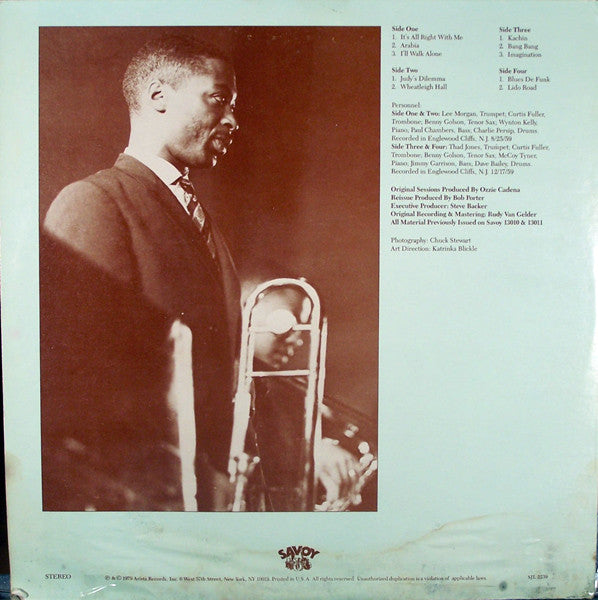 Side One
1. It's All Right With Me
2. Arabia
3. I'll Walk Alone
Side Three
1. Kachin
2. Bang Bang
3. Imagination
Side Two
1. Judy's Dilemma
2. Wheatleigh Hall
Side Four
1. Blues De Funk
2. Lido Road
Personnel:
Side One & Two: Lee Morgan, Trumpet; Curtis Fuller,
Trombone; Benny Golson, Tenor Sax; Wynton Kelly,
Piano; Paul Chambers, Bass; Charlie Persip, Drums.
Recorded in Englewood Cliffs, N.J. 8/25/59
Side Three & Four: Thad Jones, Trumpet; Curtis Fuller,
Trombone; Benny Golson, Tenor Sax; McCoy Tyner,
Piano; Jimmy Garrison, Bass; Dave Bailey, Drums.
Recorded in Englewood Cliffs, N.J. 12/17/59
Original Sessions Produced By Ozzie Cadena
Reissue Produced By Bob Porter
Executive Producer: Steve Backer
Original Recording & Mastering: Rudy Van Gelder
All Material Previously Issued on Savoy 13010 & 13011
Photography: Chuck Stewart
Art Direction: Katrinka Blickle
SAVOY
STEREO
℗ & © 1979 Arista Records, Inc. 6 West 57th Street, New York, NY 10019. Printed in U.S.A. All rights reserved. Unauthorized duplication is a violation of applicable laws.
SJL 2239